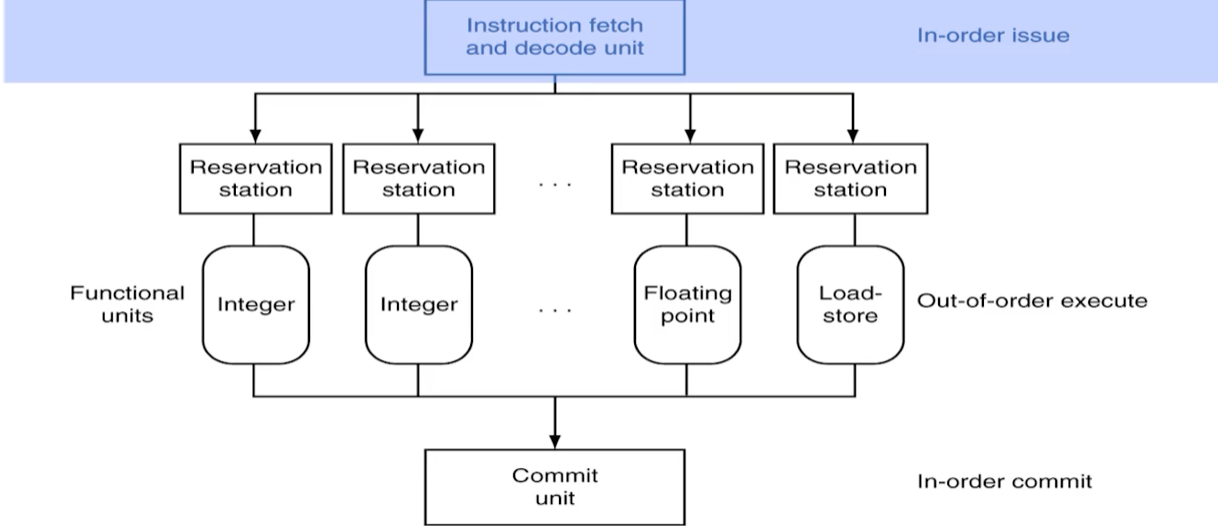 Instruction fetch
and decode unit
In-order issue
Reservation
station
Reservation
station
. . .
Reservation
station
Reservation
station
Functional
units
Integer
Integer
. . .
Floating
point
Load-
store
Out-of-order execute
Commit
unit
In-order commit